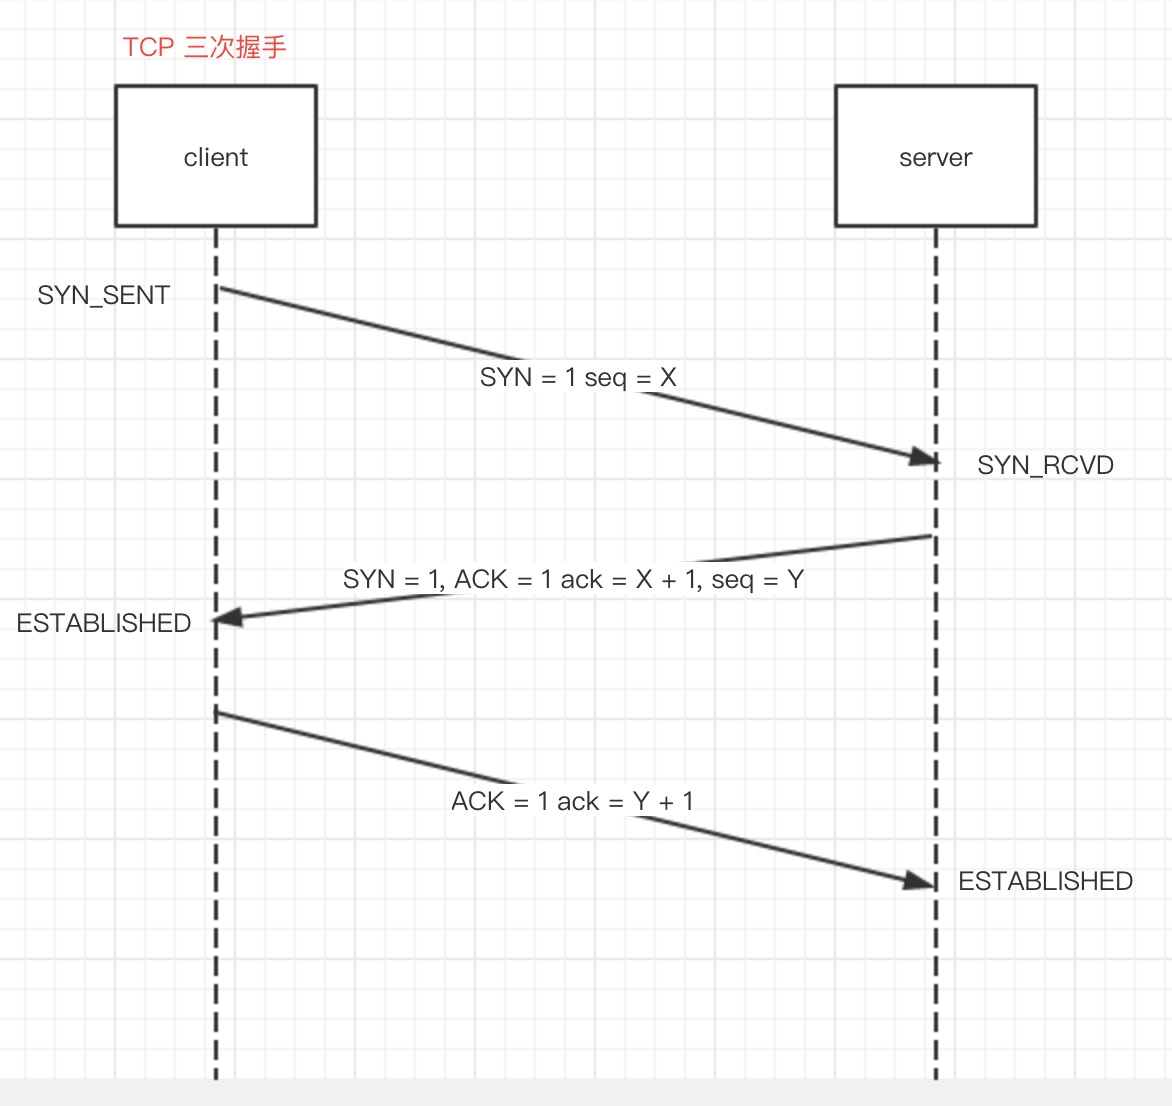 TCP 三次握手
client
server
SYN_SENT
SYN = 1 seq = X
SYN_RCVD
SYN = 1, ACK = 1 ack = X + 1, seq = Y
ESTABLISHED
ACK = 1 ack = Y + 1
ESTABLISHED